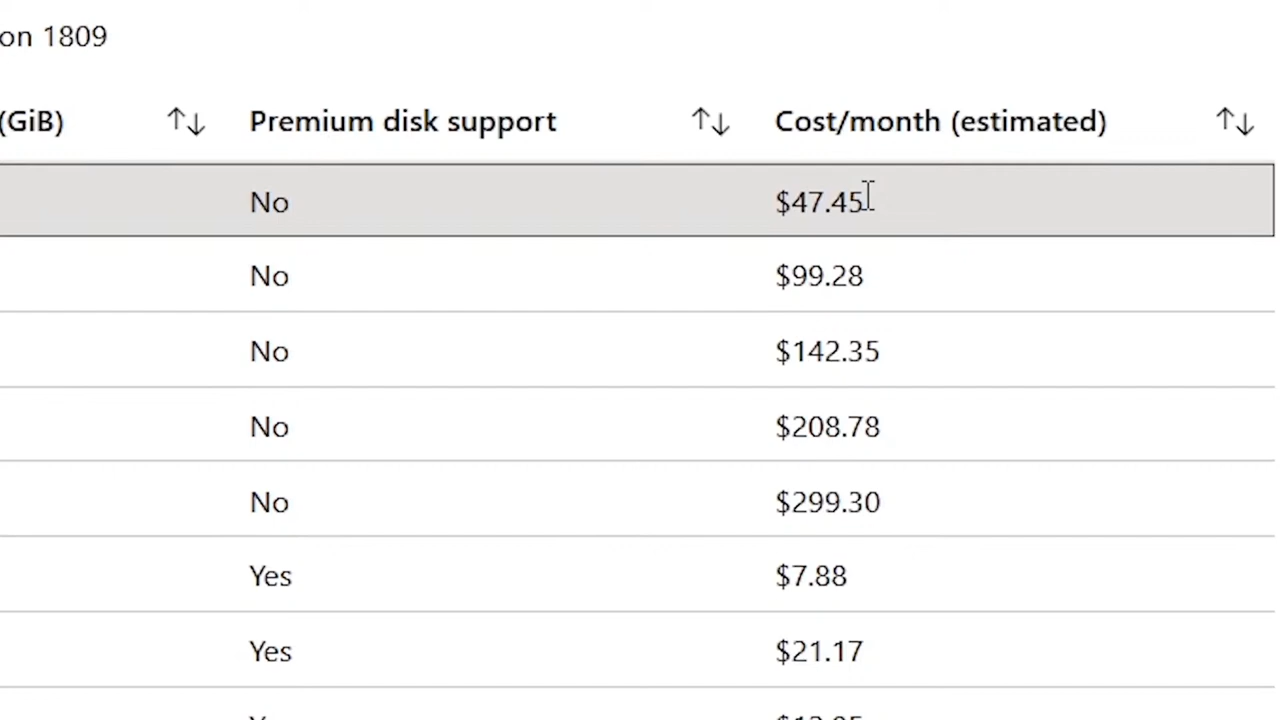 on 1809
(GiB) ↑↓ Premium disk support ↑↓ Cost/month (estimated) ↑↓
No $47.45
No $99.28
No $142.35
No $208.78
No $299.30
Yes $7.88
Yes $21.17